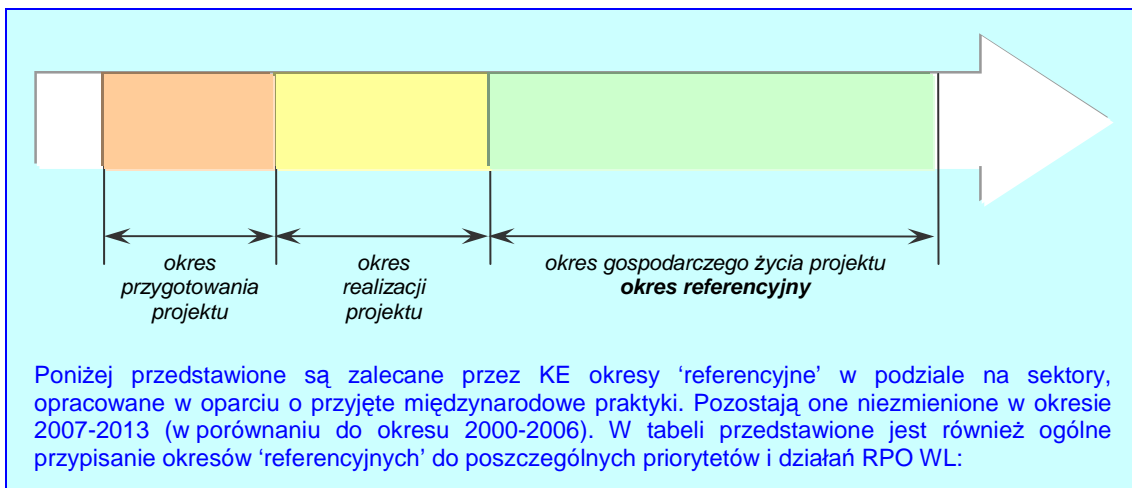 okres
przygotowania
projektu
okres
realizacji
projektu
okres gospodarczego życia projektu
okres referencyjny
Poniżej przedstawione są zalecane przez KE okresy ‘referencyjne’ w podziale na sektory,
opracowane w oparciu o przyjęte międzynarodowe praktyki. Pozostają one niezmienione w okresie
2007-2013 (w porównaniu do okresu 2000-2006). W tabeli przedstawione jest również ogólne
przypisanie okresów ‘referencyjnych’ do poszczególnych priorytetów i działań RPO WL: